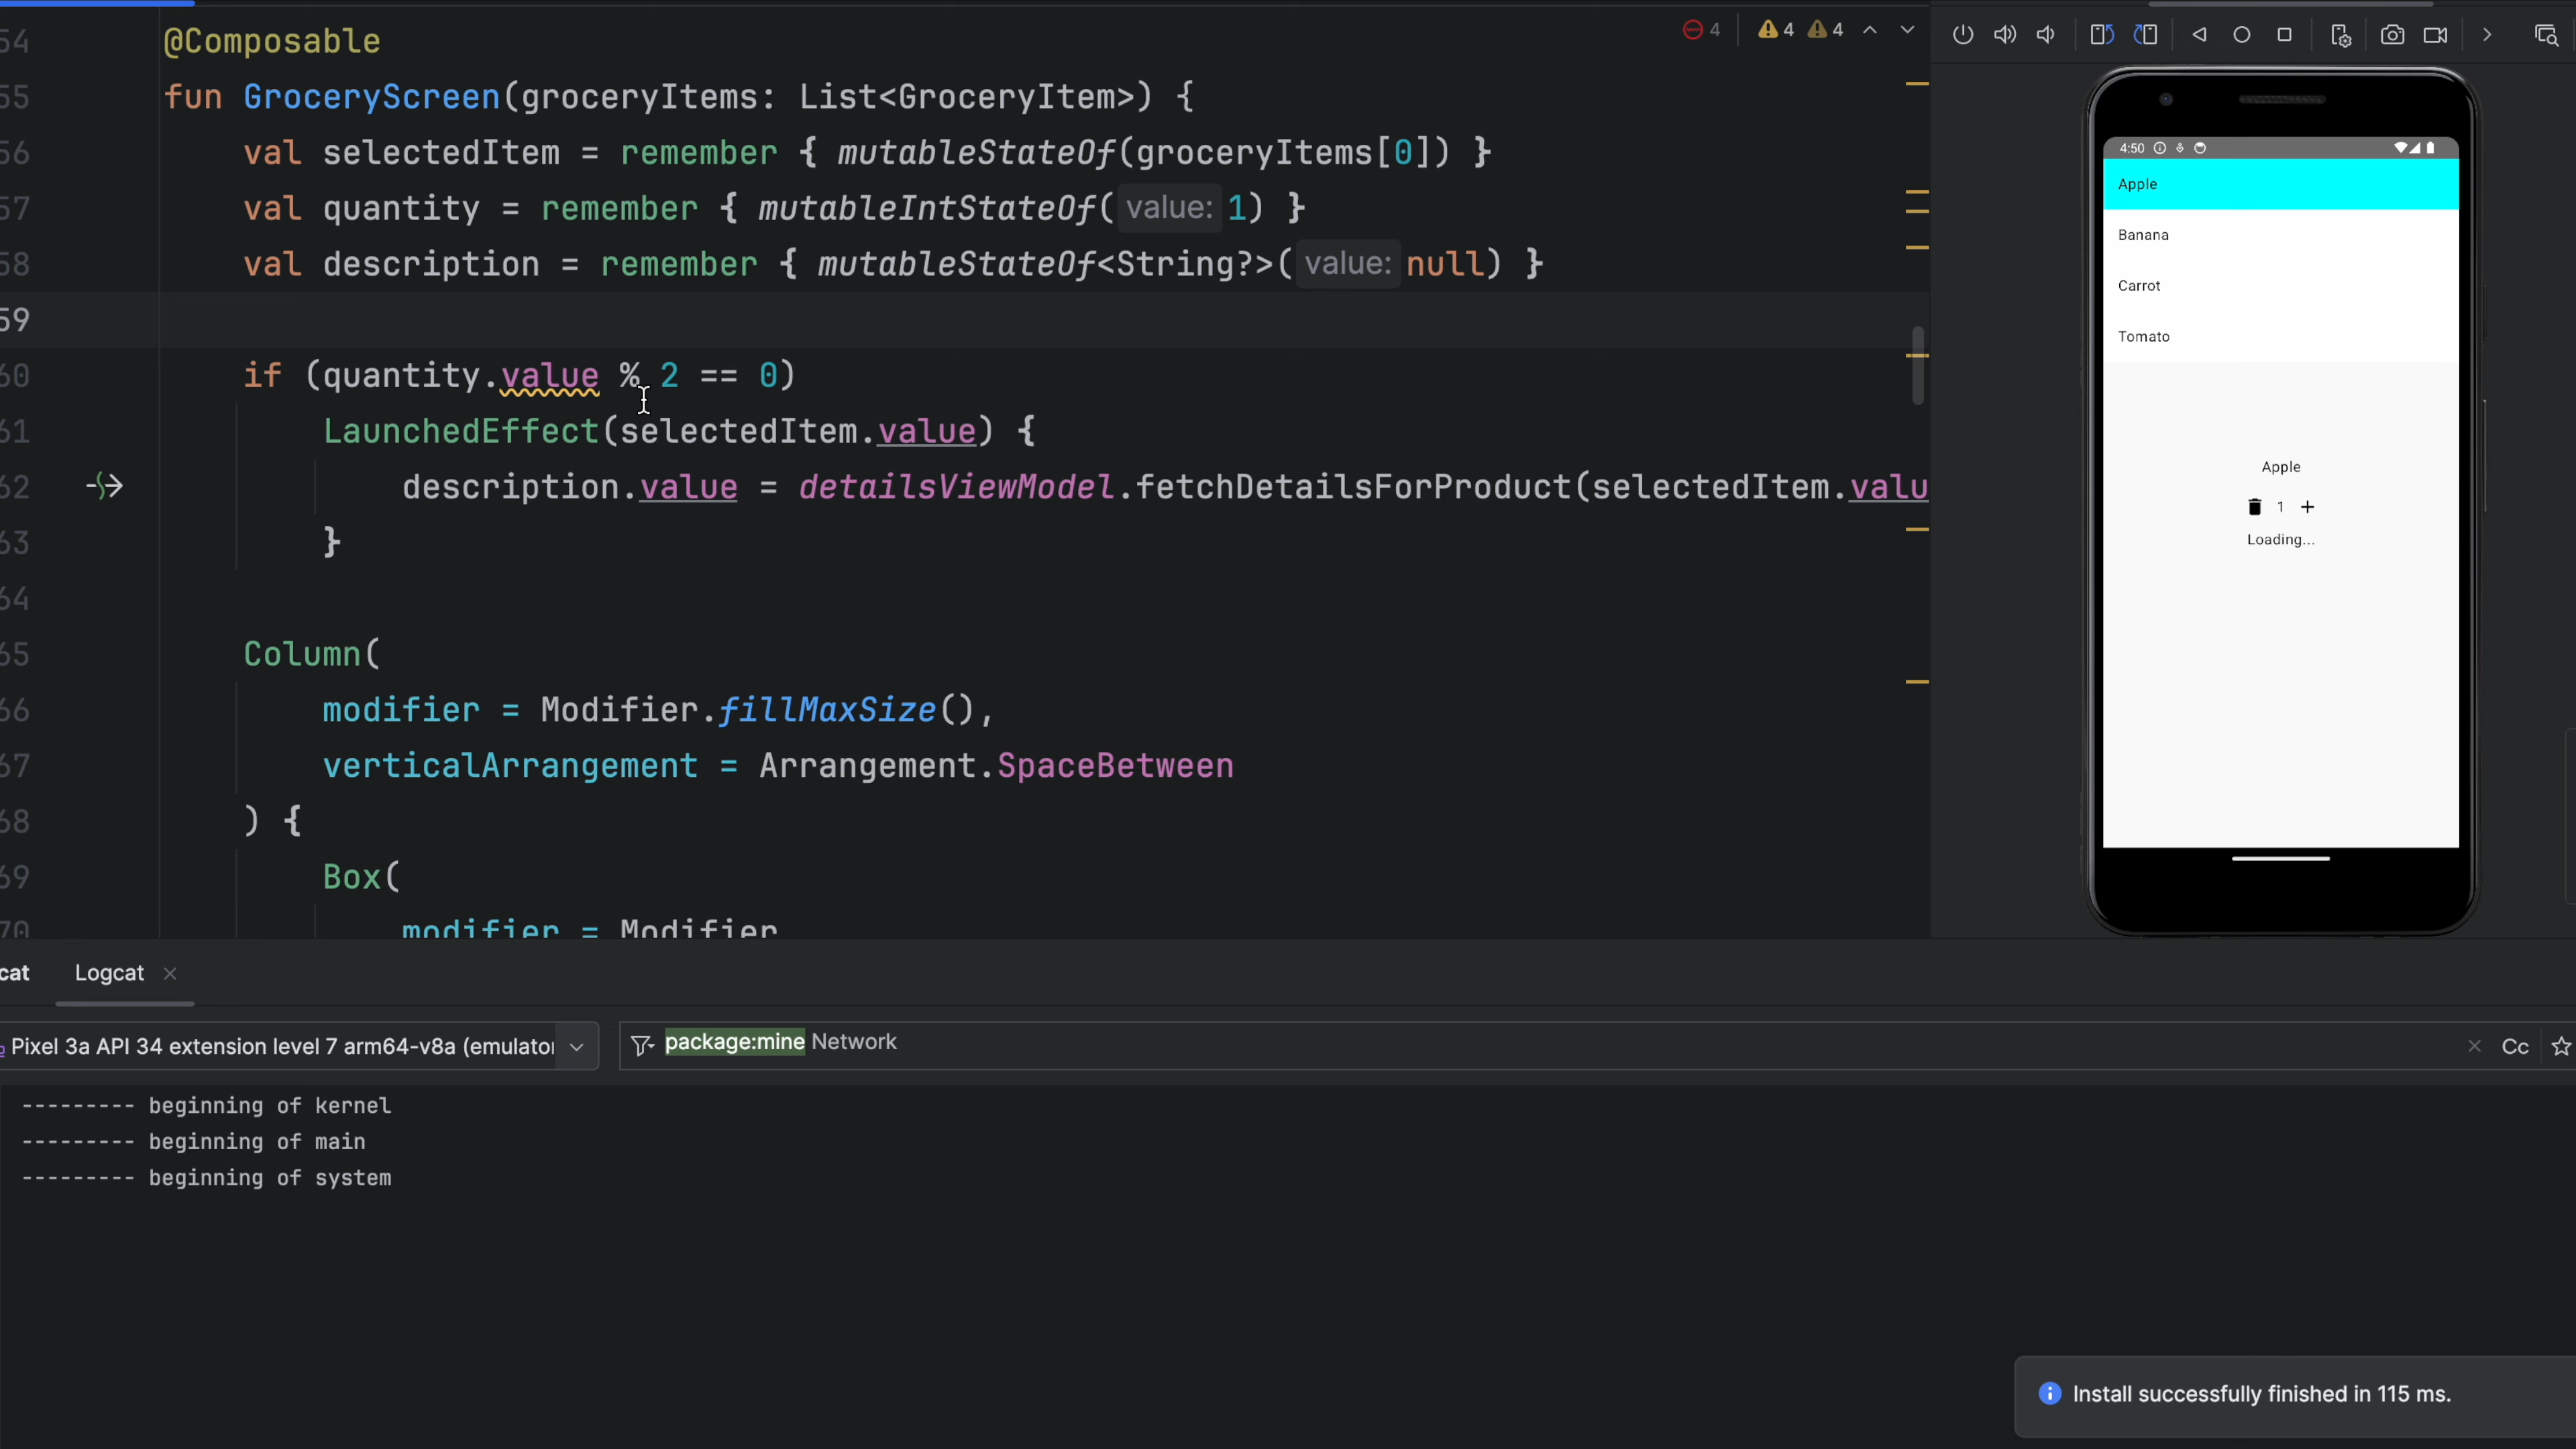 54 @Composable
55 fun GroceryScreen(groceryItems: List<GroceryItem>) {
56 val selectedItem = remember { mutableStateOf(groceryItems[0]) }
57 val quantity = remember { mutableIntStateOf( value: 1) }
58 val description = remember { mutableStateOf<String?>( value: null) }
59
60 if (quantity.value % 2 == 0)
61 LaunchedEffect(selectedItem.value) {
62 description.value = detailsViewModel.fetchDetailsForProduct(selectedItem.valu
63 }
64
65 Column(
66 modifier = Modifier.fillMaxSize(),
67 verticalArrangement = Arrangement.SpaceBetween
68 ) {
69 Box(
70 modifier = Modifier
4 4 4
4:50
Apple
Banana
Carrot
Tomato
Apple
1 +
Loading...
cat Logcat
Pixel 3a API 34 extension level 7 arm64-v8a (emulator
package:mine Network
Cc
--------- beginning of kernel
--------- beginning of main
--------- beginning of system
Install successfully finished in 115 ms.